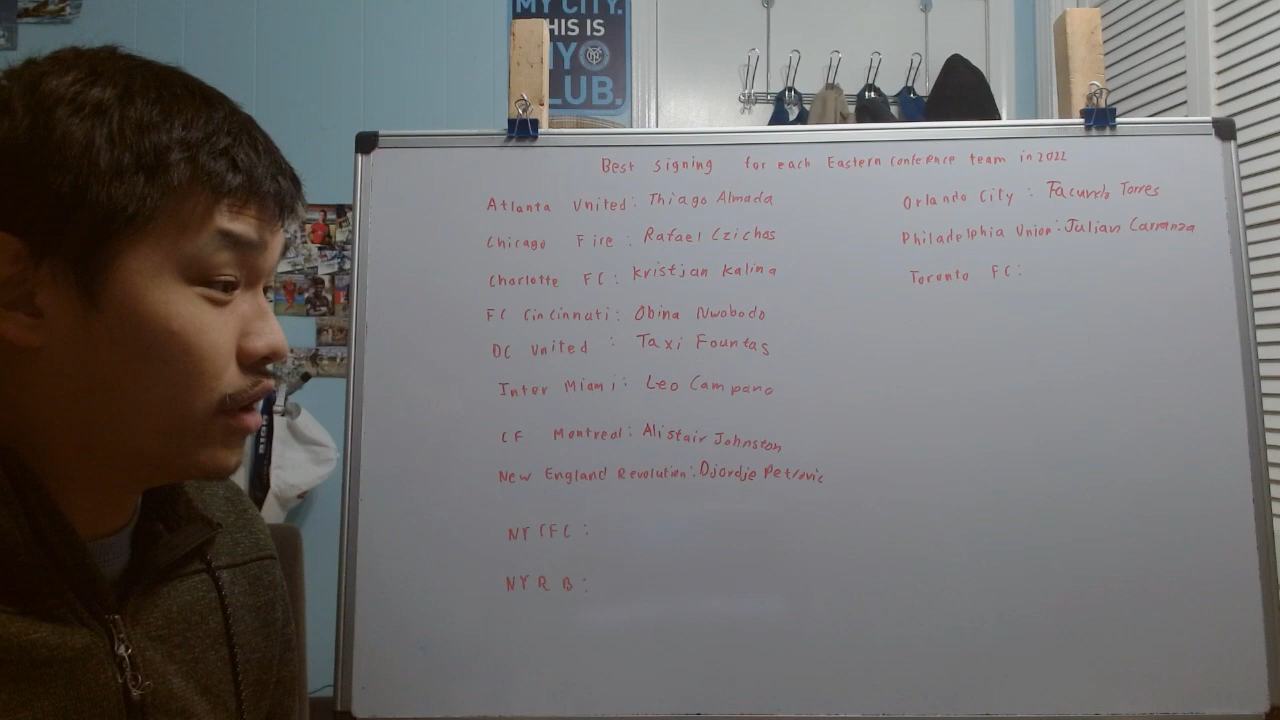 MY CITY.
THIS IS
MY
CLUB.
Best signing for each Eastern Conference team in 2022
Atlanta United: Thiago Almada
Chicago Fire: Rafael Czichos
Charlotte FC: Kristjan Kalina
FC Cincinnati: Obina Nwobodo
DC United: Taxi Fountas
Inter Miami: Leo Campano
CF Montreal: Alistair Johnston
New England Revolution: Djordje Petrovic
NYCFC:
NYRB:
Orlando City: Facundo Torres
Philadelphia Union: Julian Carranza
Toronto FC: